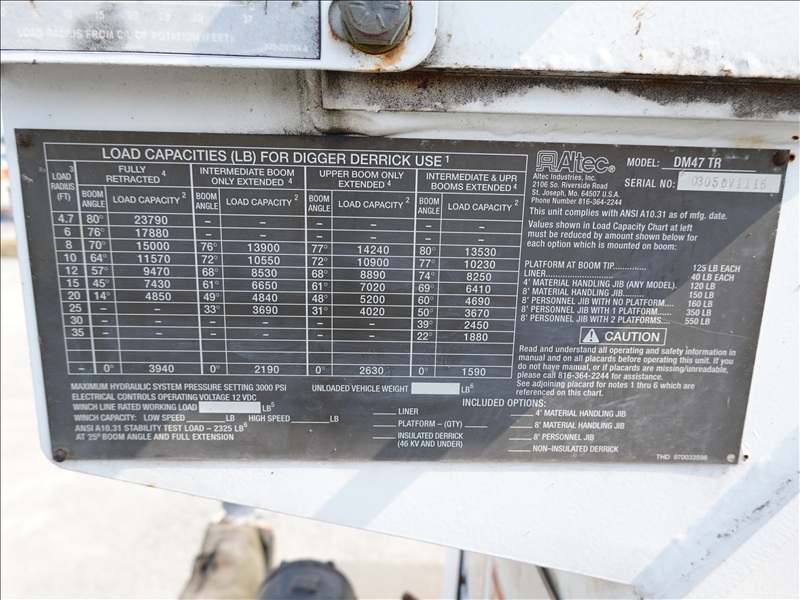 10 15 20 25 30 37
LOAD RADIUS FROM C/L OF ROTATION (FEET)
LOAD CAPACITIES (LB) FOR DIGGER DERRICK USE 1
3 LOAD RADIUS (FT) FULLY RETRACTED 4 INTERMEDIATE BOOM ONLY EXTENDED 4 UPPER BOOM ONLY EXTENDED 4 INTERMEDIATE & UPR BOOMS EXTENDED 4
BOOM ANGLE LOAD CAPACITY 2 BOOM ANGLE LOAD CAPACITY 2 BOOM ANGLE LOAD CAPACITY 2 BOOM ANGLE LOAD CAPACITY 2
4.7 80° 23790 - - - - - -
6 76° 17880 - - - - - -
8 70° 15000 76° 13900 77° 14240 80° 13530
10 64° 11570 72° 10550 72° 10900 77° 10230
12 57° 9470 68° 8530 68° 8890 74° 8250
15 45° 7430 61° 6650 61° 7020 69° 6410
20 14° 4850 49° 4840 48° 5200 60° 4690
25 - - 33° 3690 31° 4020 50° 3670
30 - - - - - - 39° 2450
35 - - - - - - 22° 1880
- 0° 3940 0° 2190 0° 2630 0° 1590
MAXIMUM HYDRAULIC SYSTEM PRESSURE SETTING 3000 PSI
ELECTRICAL CONTROLS OPERATING VOLTAGE 12 VDC
WINCH LINE RATED WORKING LOAD LB 5
WINCH CAPACITY: LOW SPEED LB HIGH SPEED LB
ANSI A10.31 STABILITY TEST LOAD - 2325 LB 6
AT 25° BOOM ANGLE AND FULL EXTENSION
UNLOADED VEHICLE WEIGHT LB 6
INCLUDED OPTIONS:
LINER
PLATFORM - (QTY)
INSULATED DERRICK
(46 KV AND UNDER)
4' MATERIAL HANDLING JIB
8' MATERIAL HANDLING JIB
8' PERSONNEL JIB
NON-INSULATED DERRICK
Altec
Altec Industries, Inc.
2106 So. Riverside Road
St. Joseph, Mo. 64507 U.S.A.
Phone Number 816-364-2244
MODEL: DM47 TR
SERIAL NO:
This unit complies with ANSI A10.31 as of mfg. date.
Values shown in Load Capacity Chart at left
must be reduced by amount shown below for
each option which is mounted on boom:
PLATFORM AT BOOM TIP............ 125 LB EACH
LINER............ 40 LB EACH
4' MATERIAL HANDLING JIB (ANY MODEL). 120 LB
8' MATERIAL HANDLING JIB............ 150 LB
8' PERSONNEL JIB WITH NO PLATFORM.... 160 LB
8' PERSONNEL JIB WITH 1 PLATFORM...... 350 LB
8' PERSONNEL JIB WITH 2 PLATFORMS.... 550 LB
CAUTION
Read and understand all operating and safety information in
manual and on all placards before operating this unit. If you
do not have manual, or if placards are missing/unreadable,
please call 816-364-2244 for assistance.
See adjoining placard for notes 1 thru 6 which are
referenced on this chart.
THD 970033598